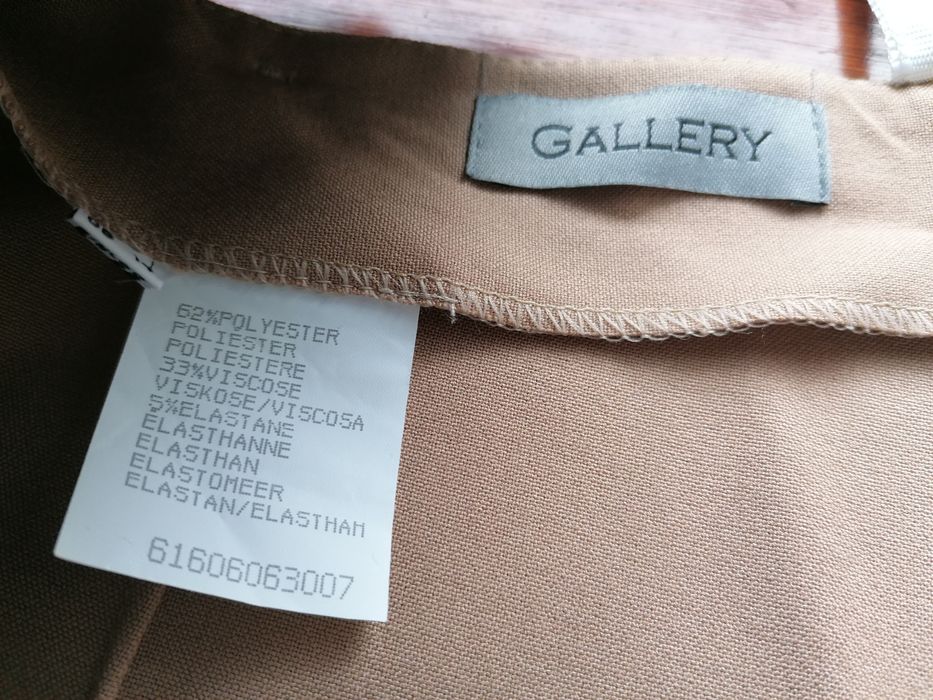 GALLERY
62%POLYESTER
POLIESTER
POLIESTERE
33%VISCOSE
VISKOSE/VISCOSA
5%ELASTANE
ELASTHANNE
ELASTHAN
ELASTOMEER
ELASTAN/ELASTHAN
61606063007